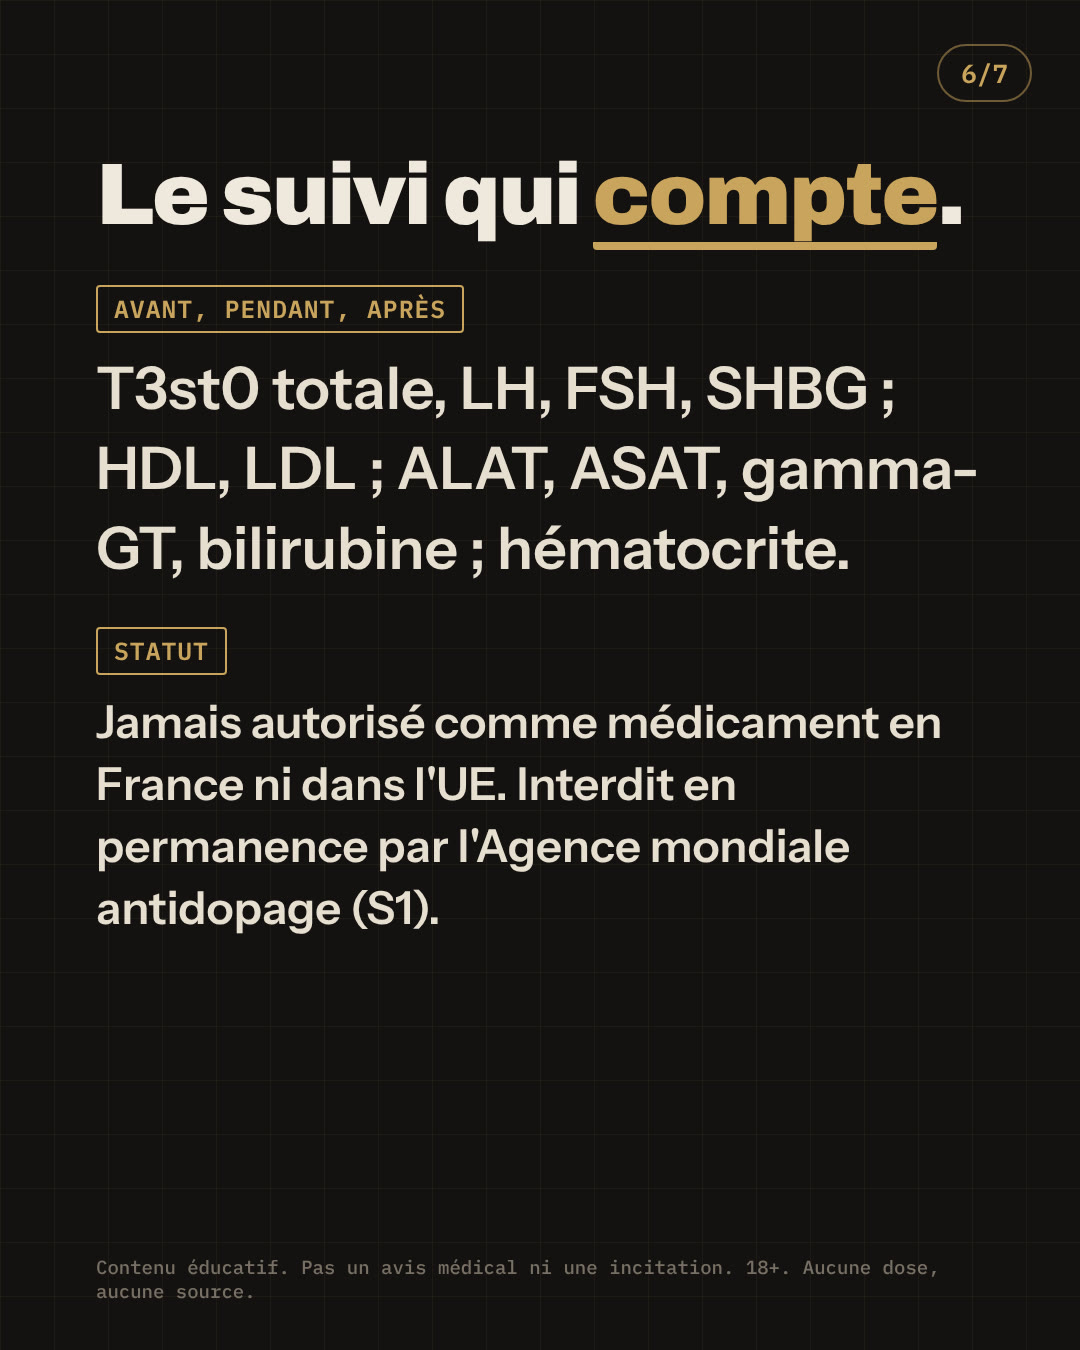 6/7
Le suivi qui compte.
AVANT, PENDANT, APRÈS
T3st0 totale, LH, FSH, SHBG ;
HDL, LDL ; ALAT, ASAT, gamma-
GT, bilirubine ; hématocrite.
STATUT
Jamais autorisé comme médicament en
France ni dans l'UE. Interdit en
permanence par l'Agence mondiale
antidopage (S1).
Contenu éducatif. Pas un avis médical ni une incitation. 18+. Aucune dose,
aucune source.